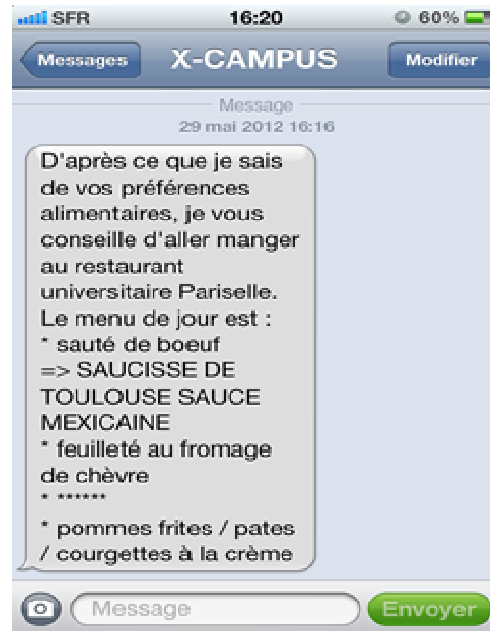 SFR 16:20 60%
Messages X-CAMPUS Modifier
Message
29 mai 2012 16:16
D'après ce que je sais
de vos préférences
alimentaires, je vous
conseille d'aller manger
au restaurant
universitaire Pariselle.
Le menu de jour est :
* sauté de boeuf
=> SAUCISSE DE
TOULOUSE SAUCE
MEXICAINE
* feuilleté au fromage
de chèvre
* ******
* pommes frites / pates
/ courgettes à la crème
Message Envoyer